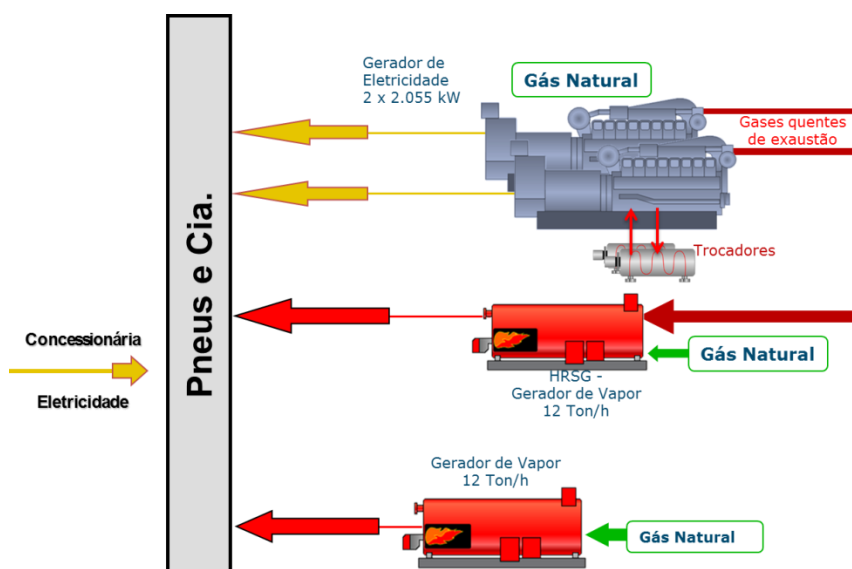 Gerador de
Eletricidade
2 x 2.055 kW
Gás Natural
Gases quentes
de exaustão
Trocadores
Pneus e Cia.
Concessionária
Eletricidade
Gás Natural
HRSG -
Gerador de Vapor
12 Ton/h
Gerador de Vapor
12 Ton/h
Gás Natural